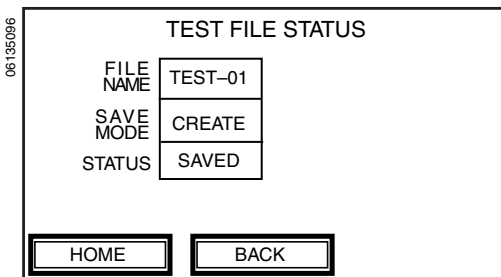 06135096
TEST FILE STATUS
FILE
NAME
TEST–01
SAVE
MODE
CREATE
STATUS
SAVED
HOME
BACK